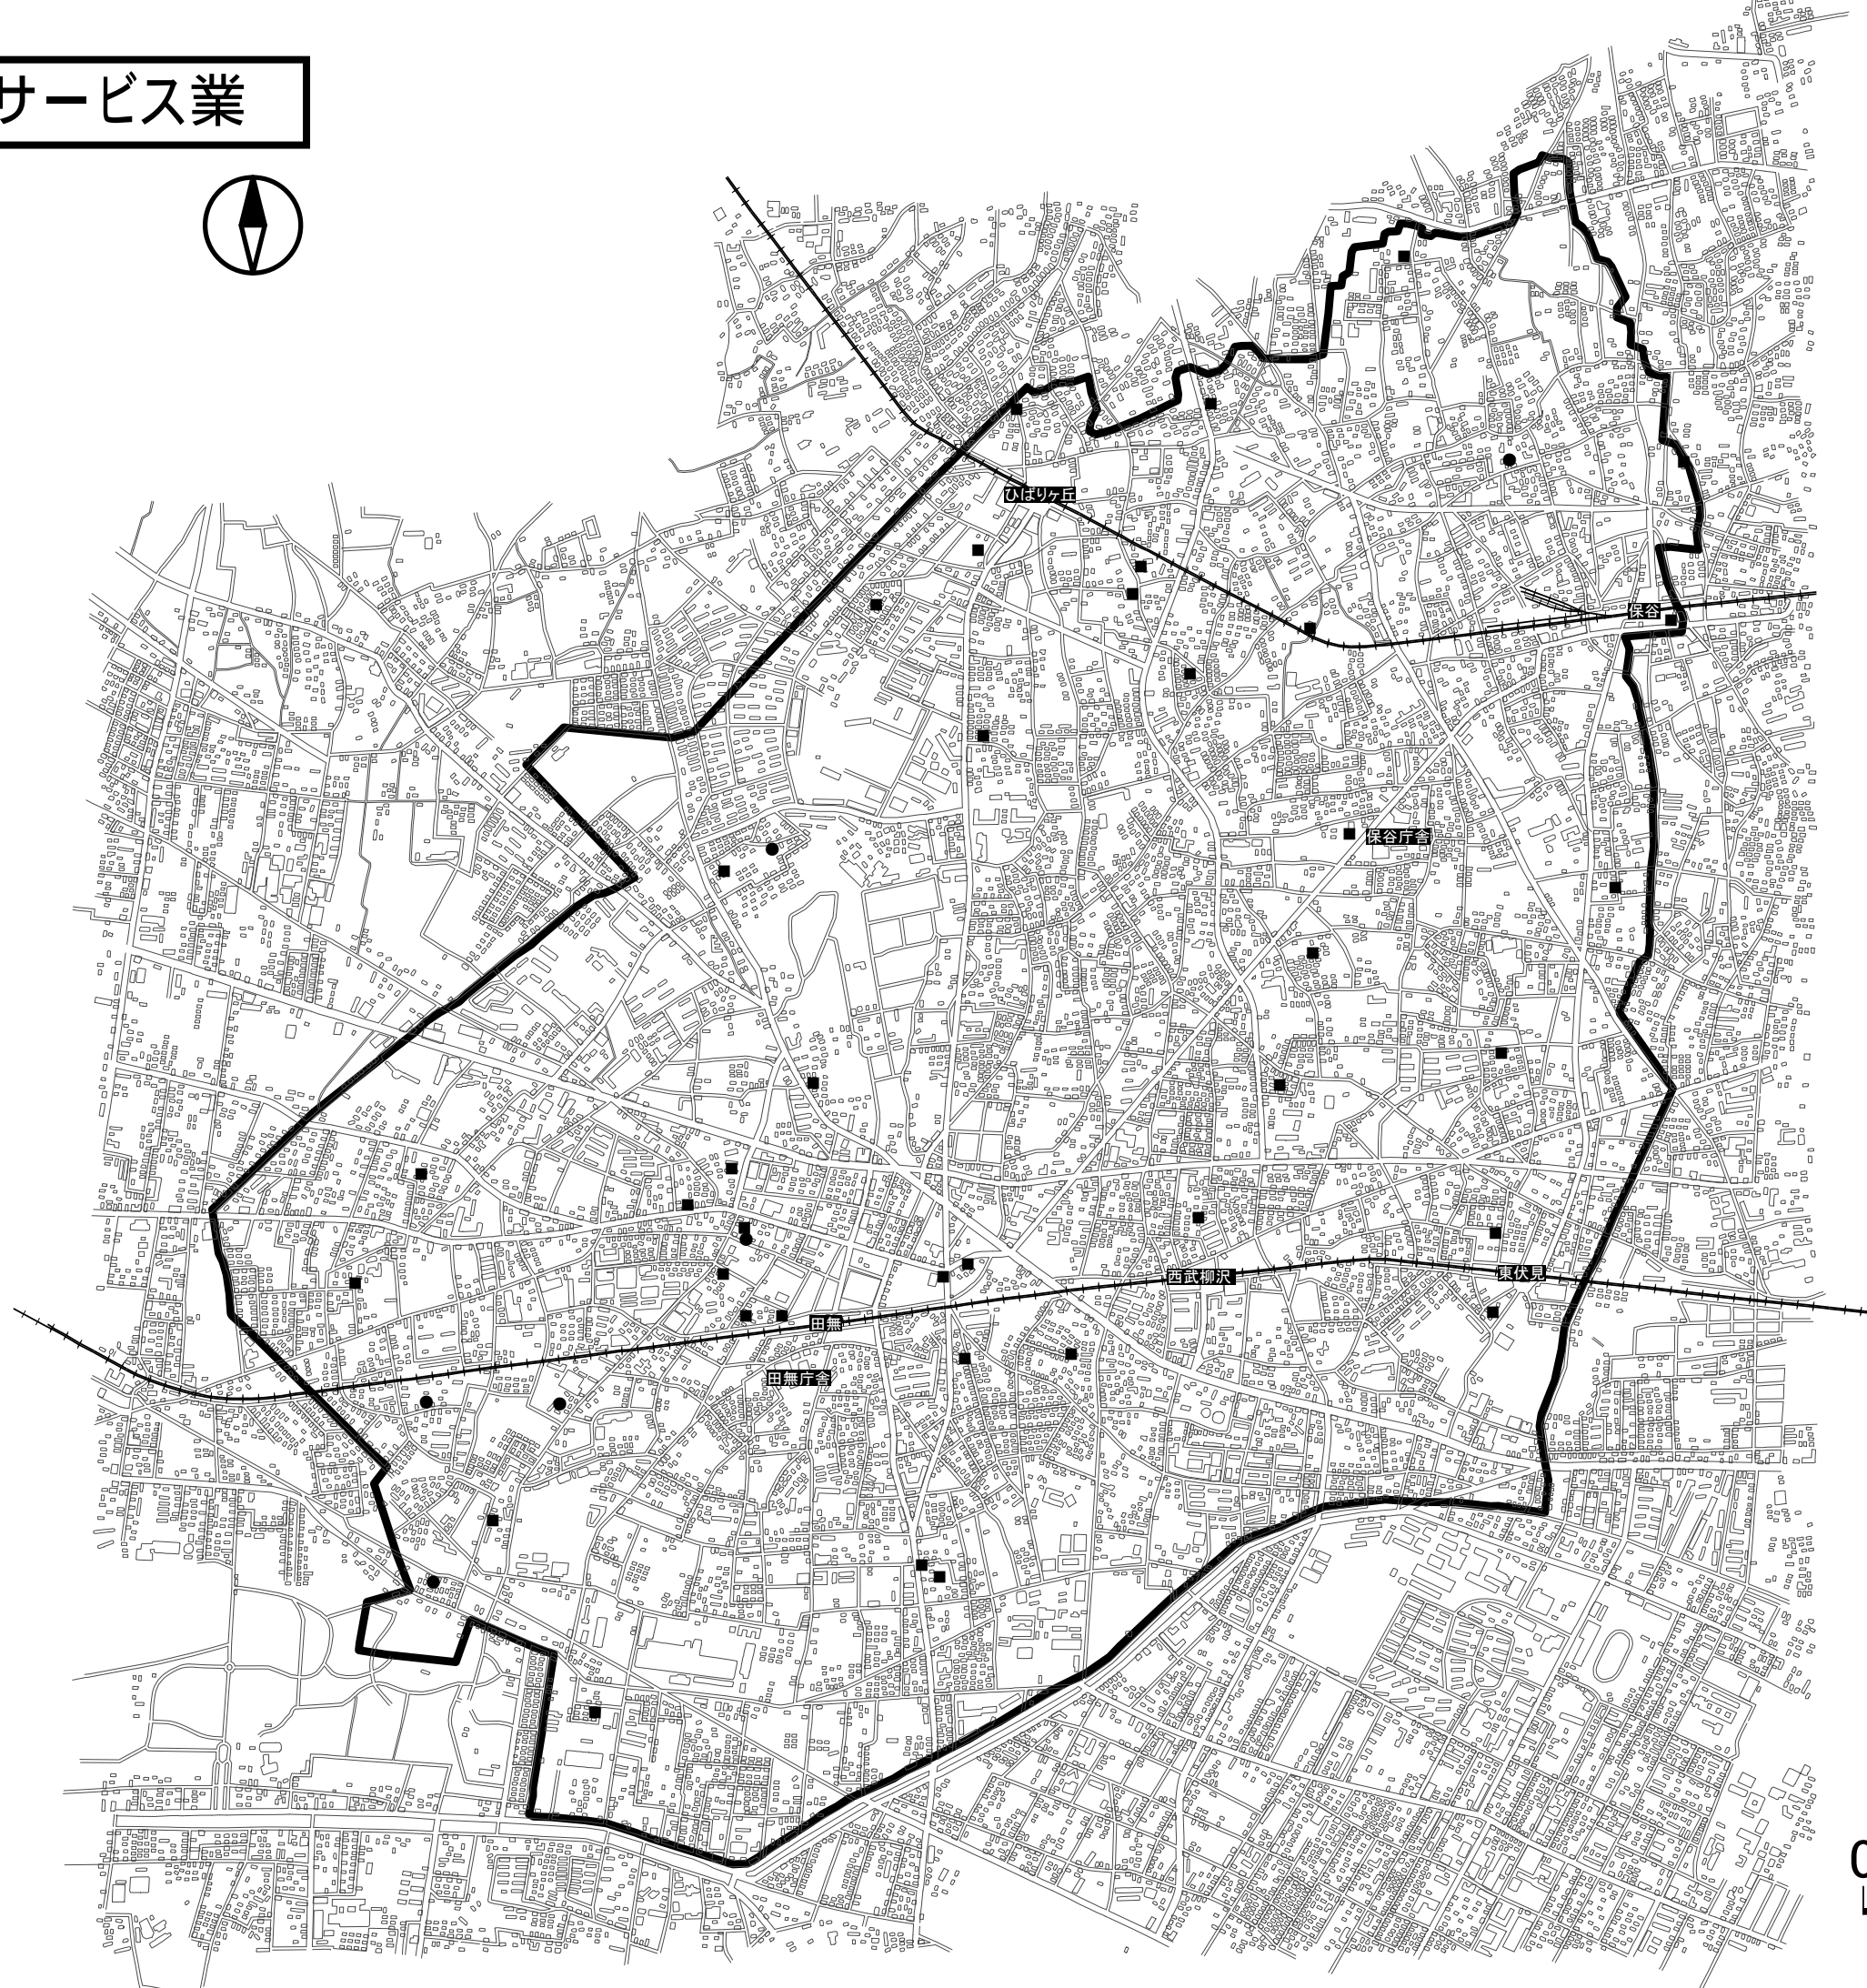 サービス業
ひばりヶ丘
保谷
保谷庁舎
西武柳沢
東伏見
田無
田無庁舎
0